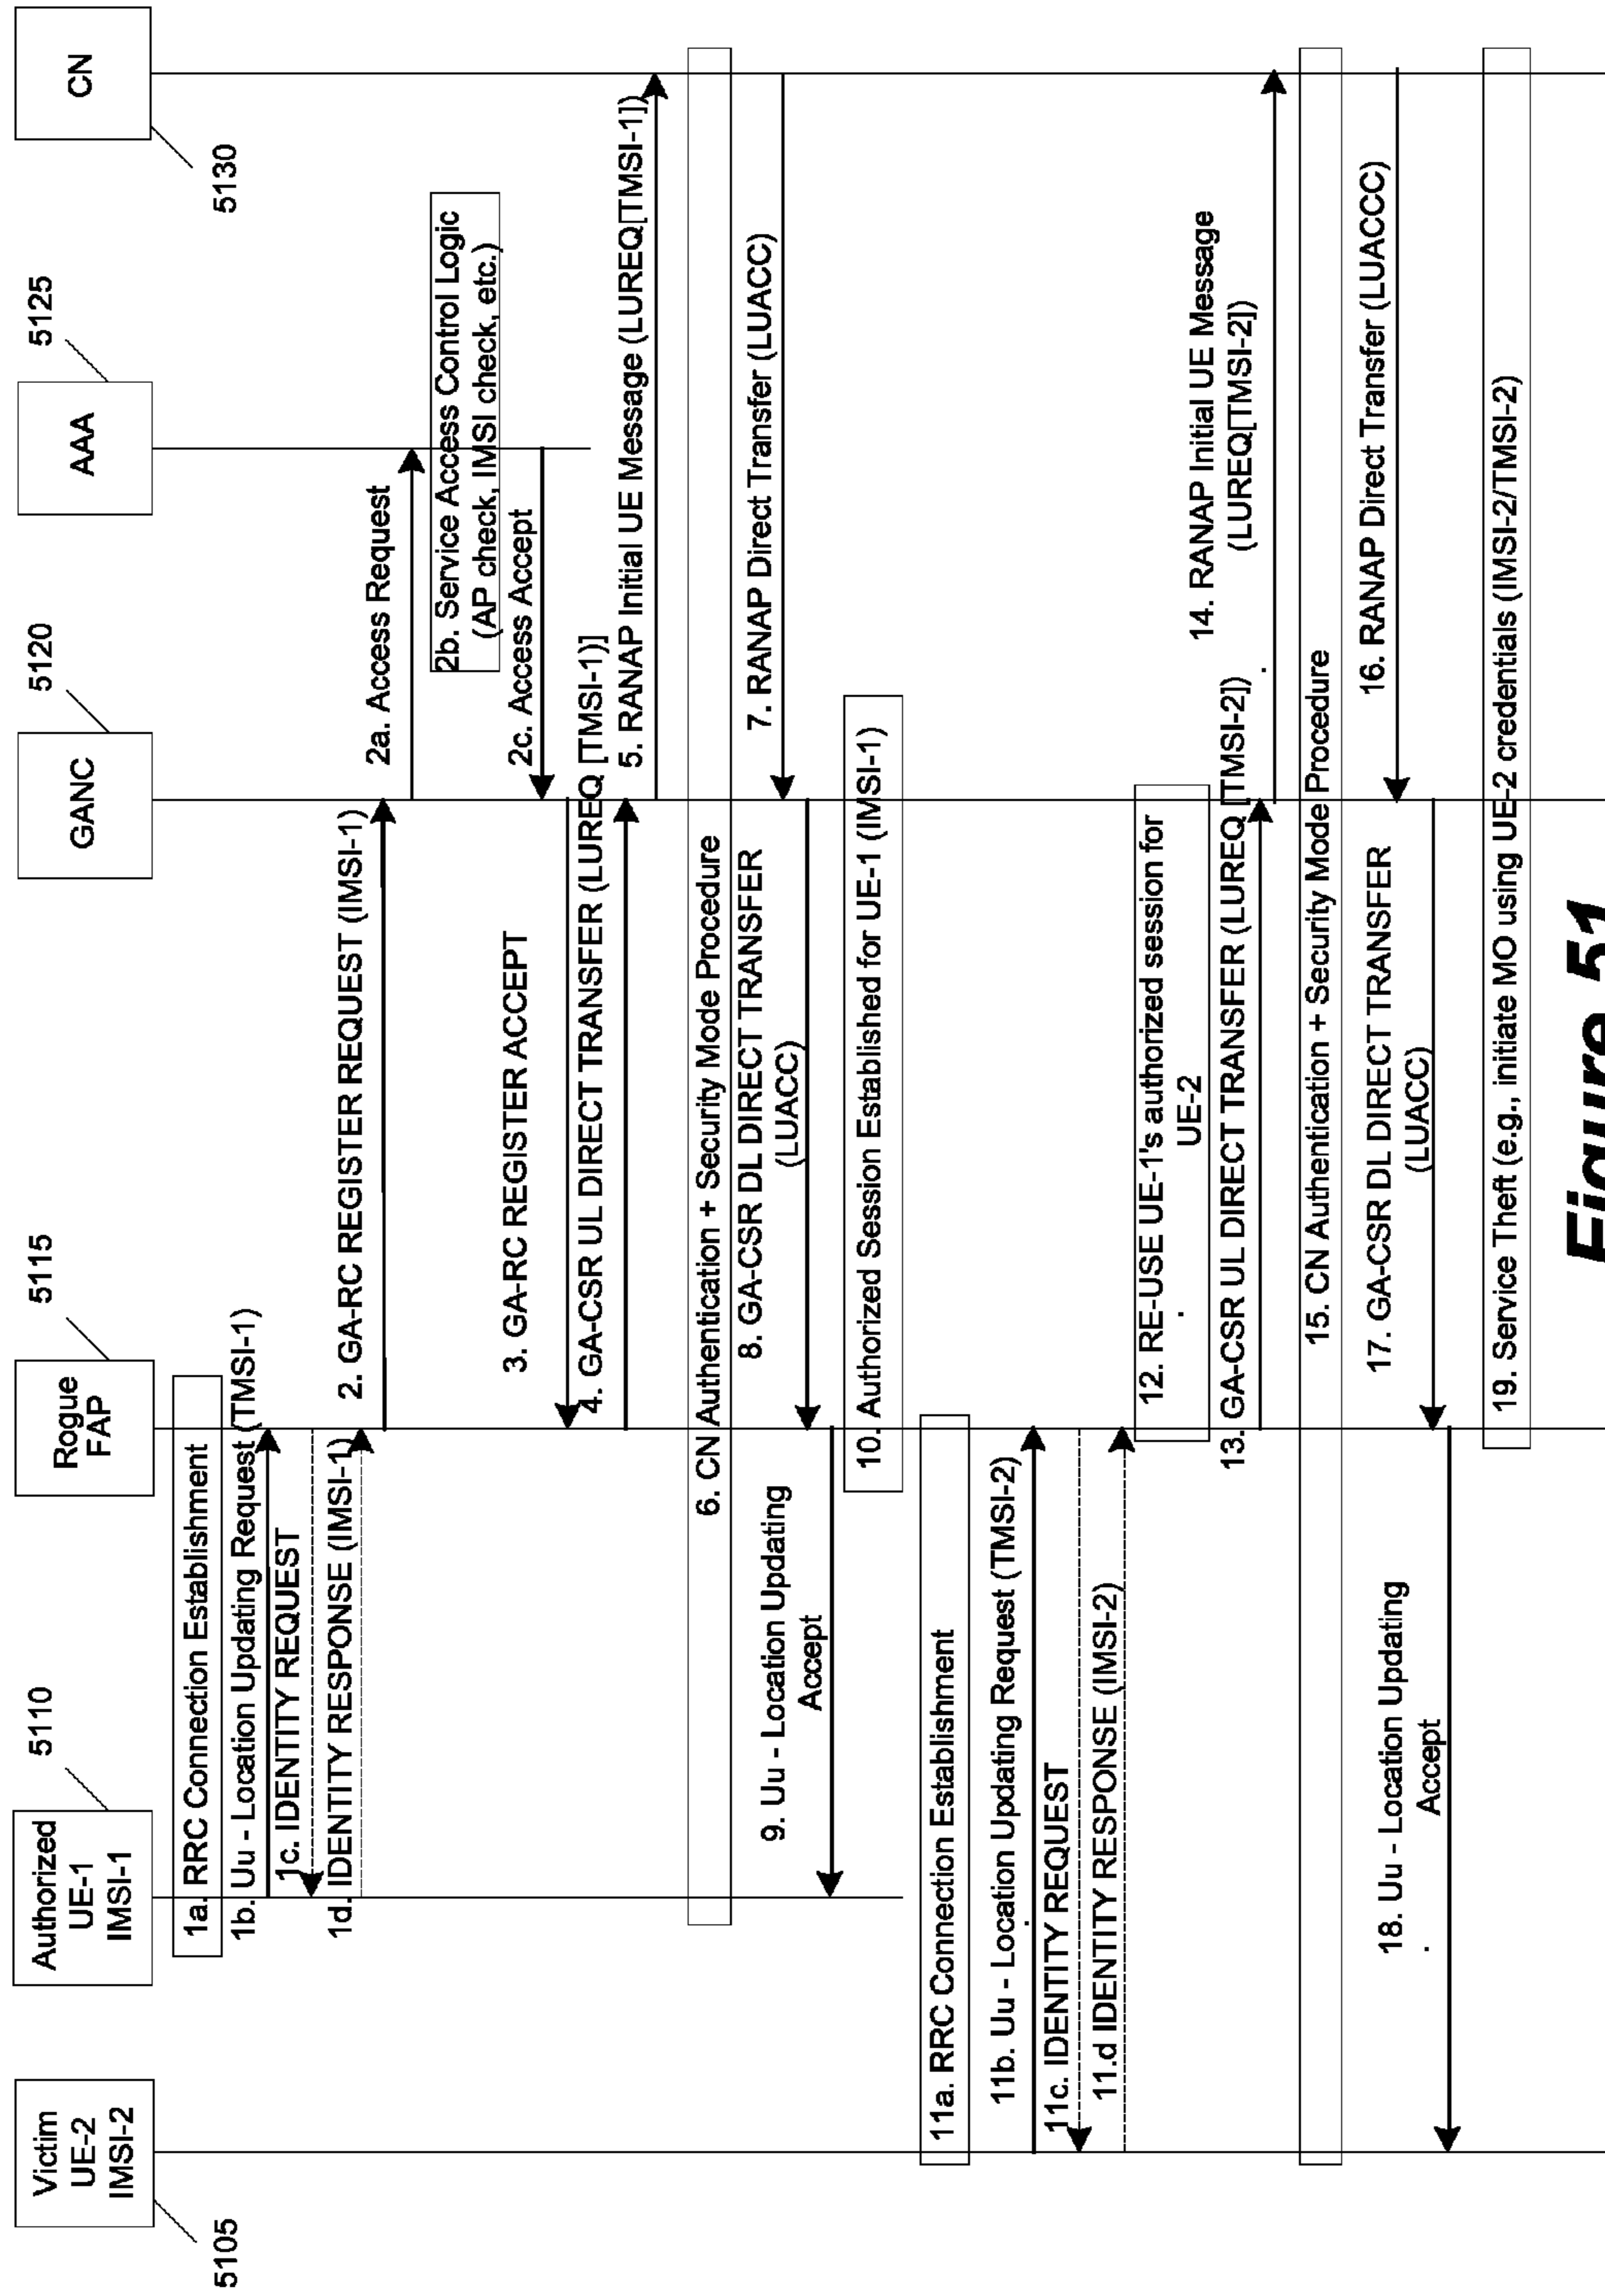 Victim
UE-2
IMSI-2
5105
Authorized
UE-1
IMSI-1
5110
Rogue
FAP
5115
GANC
5120
AAA
5125
CN
5130
1a. RRC Connection Establishment
1b. Uu - Location Updating Request (TMSI-1)
1c. IDENTITY REQUEST
1d. IDENTITY RESPONSE (IMSI-1)
2. GA-RC REGISTER REQUEST (IMSI-1)
2a. Access Request
2b. Service Access Control Logic
(AP check, IMSI check, etc.)
2c. Access Accept
3. GA-RC REGISTER ACCEPT
4. GA-CSR UL DIRECT TRANSFER (LUREQ [TMSI-1)]
5. RANAP Initial UE Message (LUREQ[TMSI-1])
6. CN Authentication + Security Mode Procedure
7. RANAP Direct Transfer (LUACC)
8. GA-CSR DL DIRECT TRANSFER
(LUACC)
9. Uu - Location Updating
Accept
10. Authorized Session Established for UE-1 (IMSI-1)
11a. RRC Connection Establishment
11b. Uu - Location Updating Request (TMSI-2)
11c. IDENTITY REQUEST
11.d IDENTITY RESPONSE (IMSI-2)
12. RE-USE UE-1's authorized session for
UE-2
13. GA-CSR UL DIRECT TRANSFER (LUREQ [TMSI-2])
14. RANAP Initial UE Message
(LUREQ[TMSI-2])
15. CN Authentication + Security Mode Procedure
16. RANAP Direct Transfer (LUACCC)
17. GA-CSR DL DIRECT TRANSFER
(LUACC)
18. Uu - Location Updating
Accept
19. Service Theft (e.g., initiate MO using UE-2 credentials (IMSI-2/TMSI-2)
Figure 51